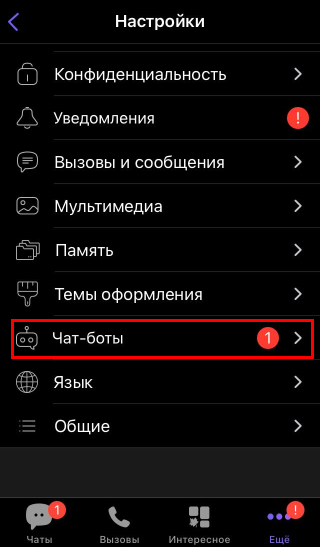 Настройки
Конфиденциальность
Уведомления !
Вызовы и сообщения
Мультимедиа
Память
Темы оформления
Чат-боты 1
Язык
Общие
1 !
Чаты Вызовы Интересное Ещё